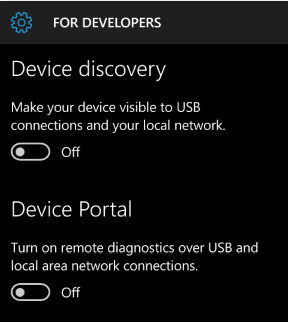 FOR DEVELOPERS
Device discovery
Make your device visible to USB
connections and your local network.
Off
Device Portal
Turn on remote diagnostics over USB and
local area network connections.
Off